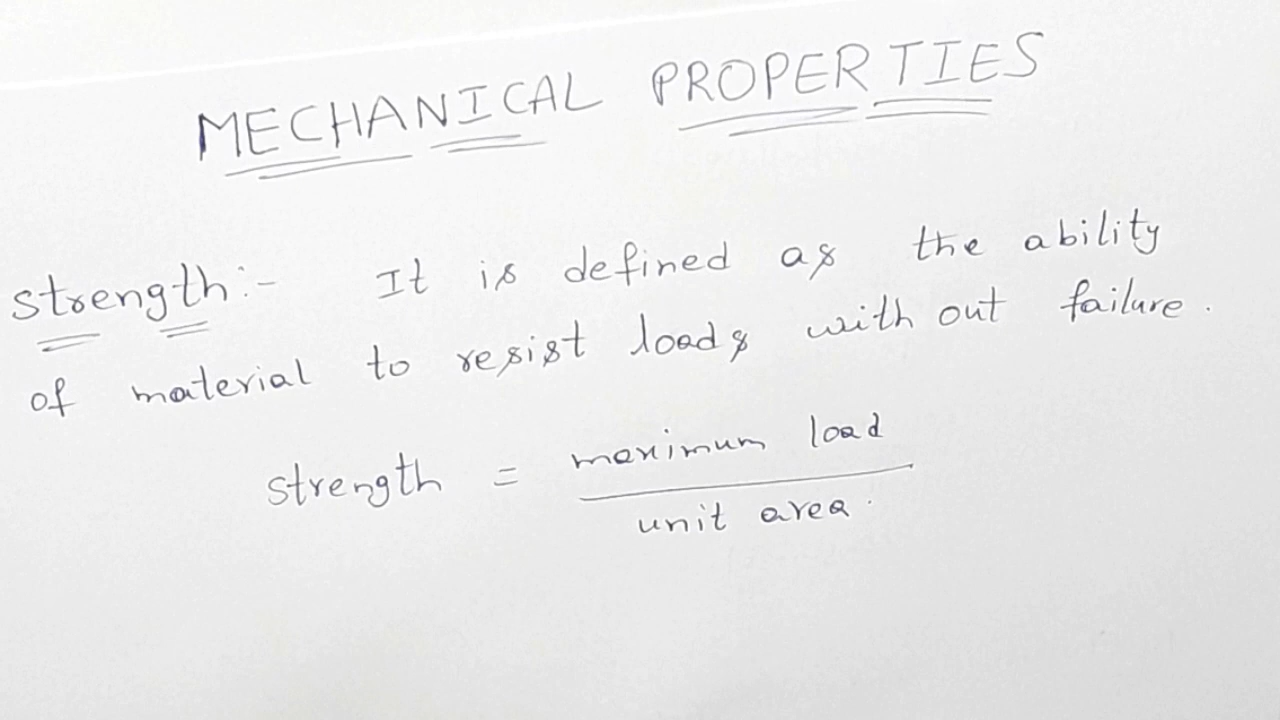 MECHANICAL PROPERTIES
strength:- It is defined as the ability
of material to resist loads with out failure.
strength = maximum load
unit area.